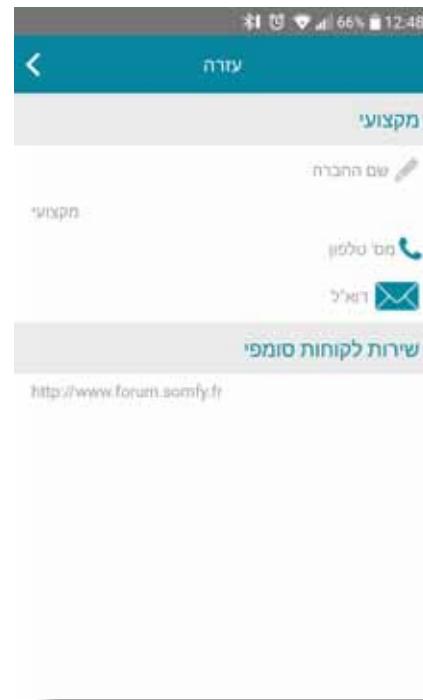 66% 12:48
עזרה
מקצועי
שם החברה
מקצועי
מס' טלפון
דוא"ל
שירות לקוחות סומפי
http://www.forum.somfy.fr